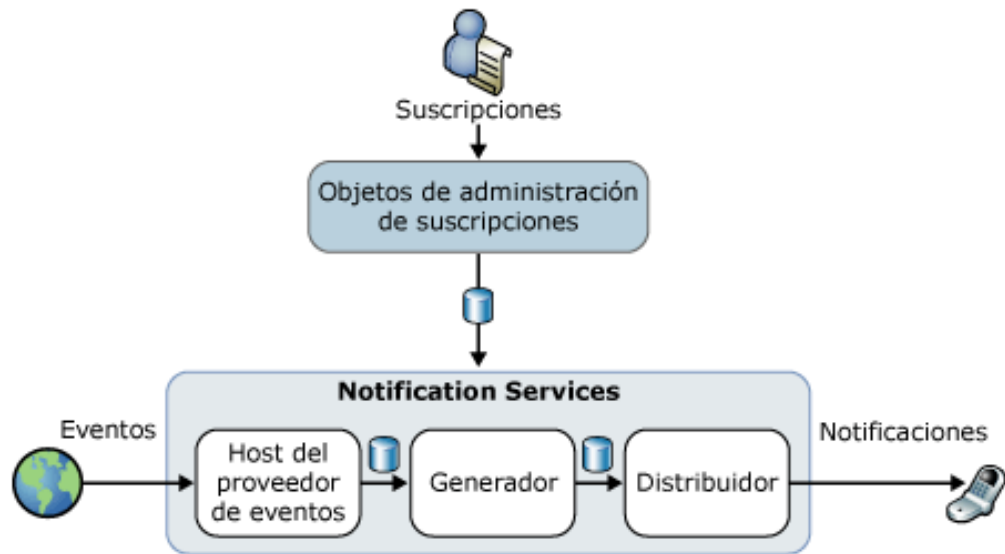 Suscripciones
Objetos de administración
de suscripciones
Notification Services
Eventos
Host del
proveedor
de eventos
Generador
Distribuidor
Notificaciones